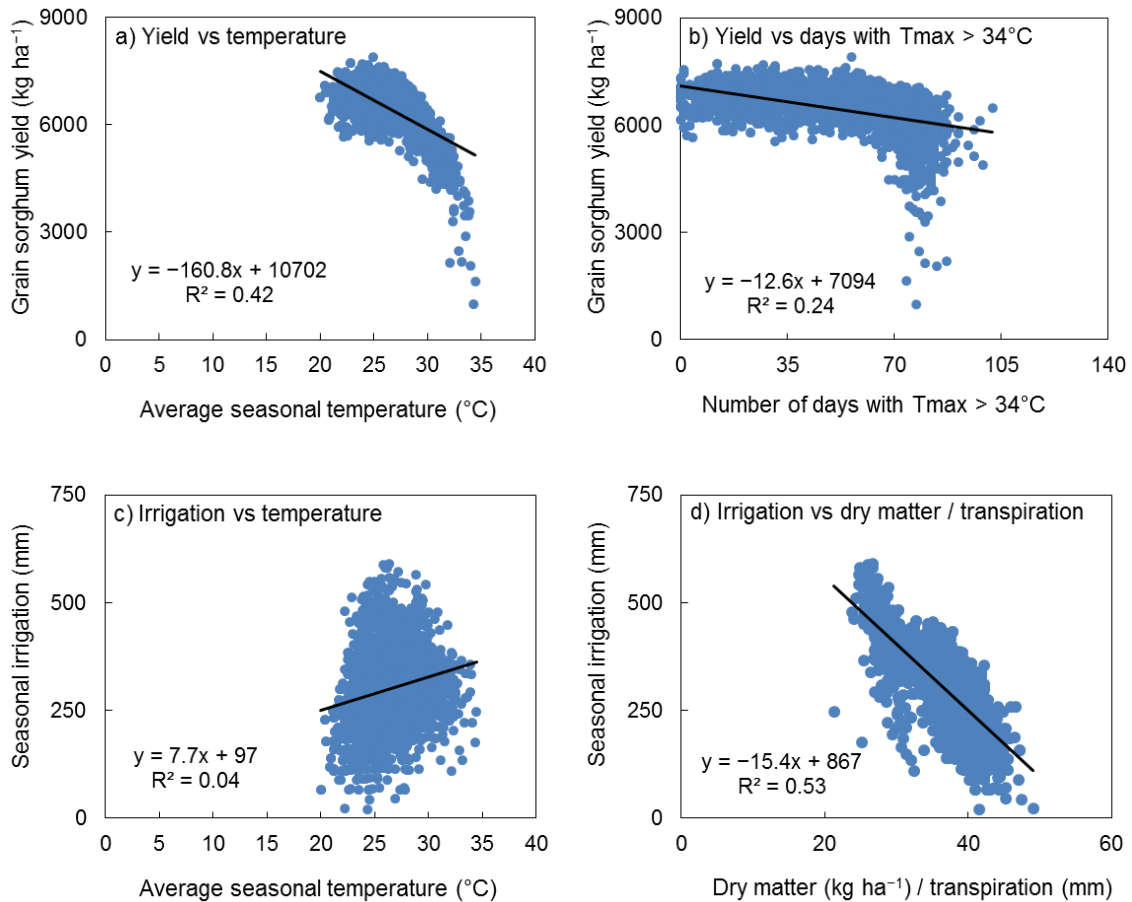 a) Yield vs temperature
Grain sorghum yield (kg ha⁻¹)
9000
6000
3000
0
y = −160.8x + 10702
R² = 0.42
0 5 10 15 20 25 30 35 40
Average seasonal temperature (°C)
b) Yield vs days with Tmax > 34°C
Grain sorghum yield (kg ha⁻¹)
9000
6000
3000
0
y = −12.6x + 7094
R² = 0.24
0 35 70 105 140
Number of days with Tmax > 34°C
c) Irrigation vs temperature
Seasonal irrigation (mm)
750
500
250
0
y = 7.7x + 97
R² = 0.04
0 5 10 15 20 25 30 35 40
Average seasonal temperature (°C)
d) Irrigation vs dry matter / transpiration
Seasonal irrigation (mm)
750
500
250
0
y = −15.4x + 867
R² = 0.53
0 20 40 60
Dry matter (kg ha⁻¹) / transpiration (mm)